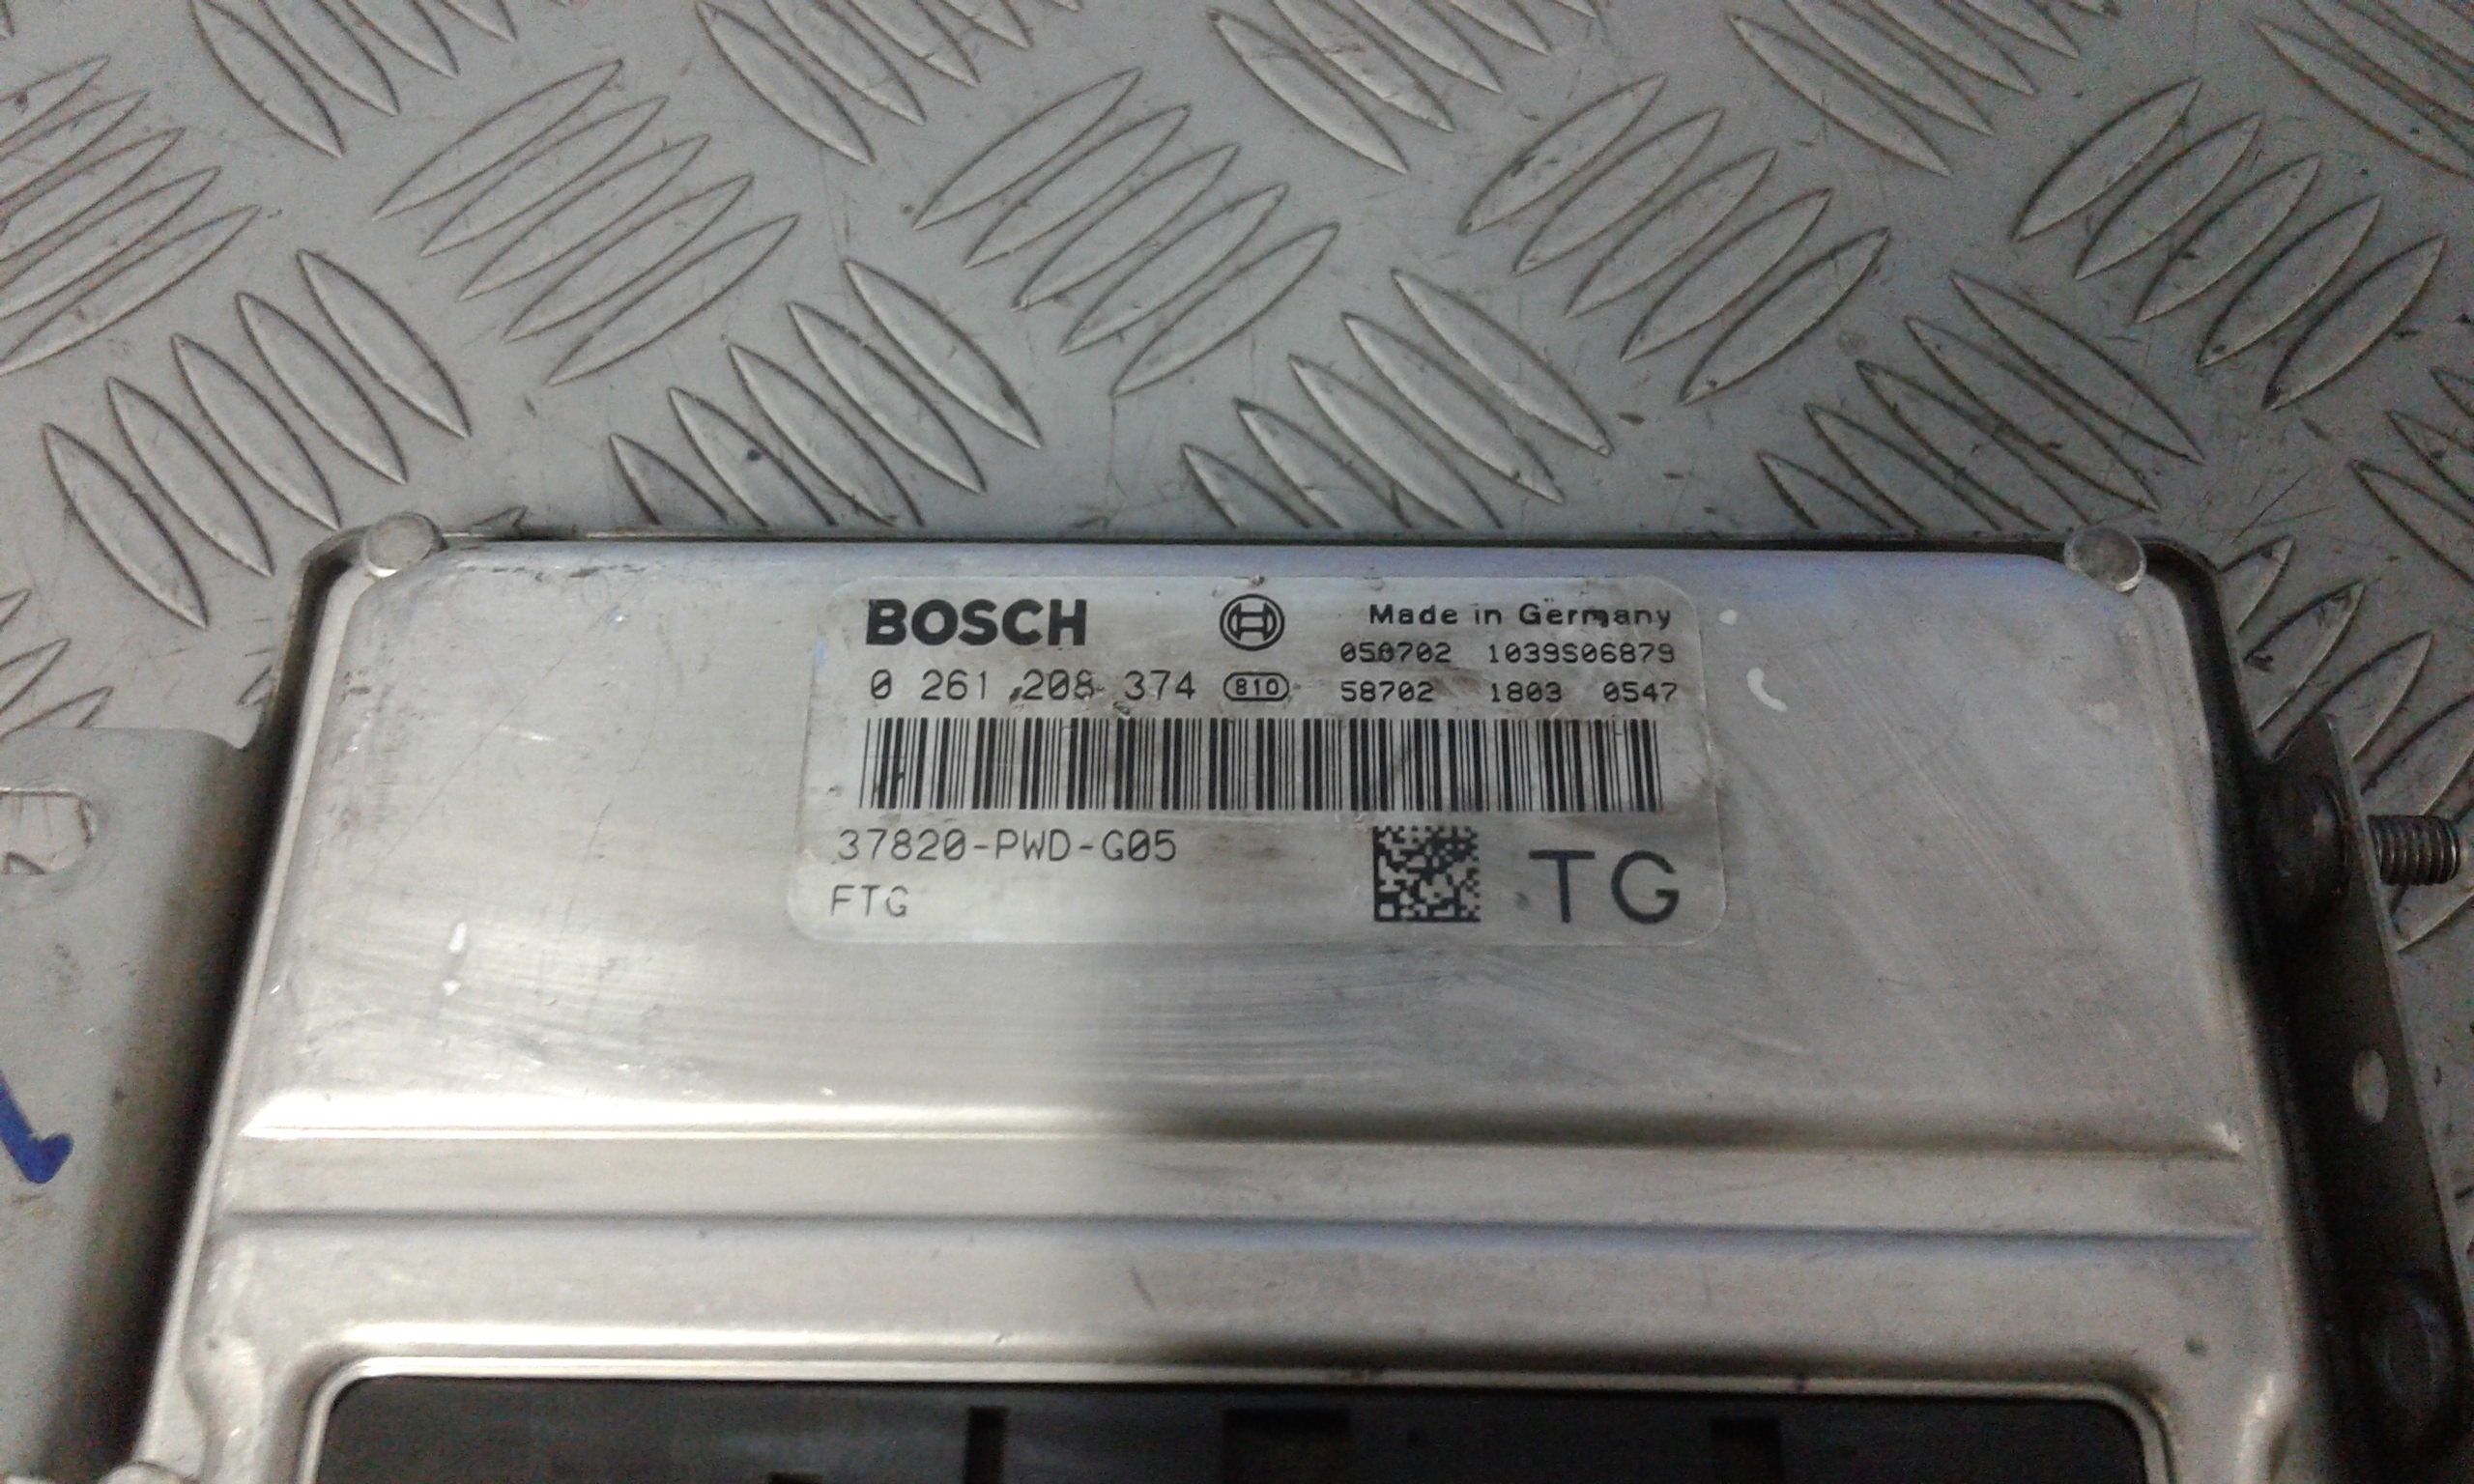 BOSCH
Made in Germany
050702 1039S06879
0 261 208 374 810
58702 1803 0547
37820-PWD-G05
FTG
TG